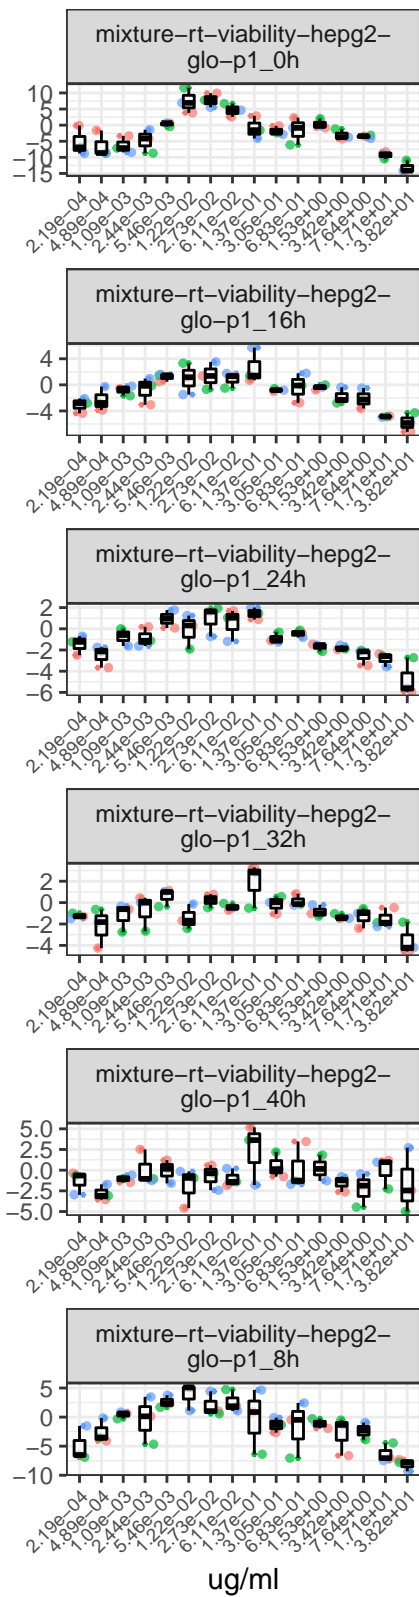 mixture−rt−viability−hepg2−
glo−p1_0h
10
5
0
−5
−10
−15
2.19e−04
4.89e−04
1.09e−03
2.44e−03
5.46e−03
1.22e−02
2.73e−02
6.11e−02
1.37e−01
3.05e−01
6.83e−01
1.53e+00
3.42e+00
7.64e+00
1.71e+01
3.82e+01
mixture−rt−viability−hepg2−
glo−p1_16h
4
0
−4
2.19e−04
4.89e−04
1.09e−03
2.44e−03
5.46e−03
1.22e−02
2.73e−02
6.11e−02
1.37e−01
3.05e−01
6.83e−01
1.53e+00
3.42e+00
7.64e+00
1.71e+01
3.82e+01
mixture−rt−viability−hepg2−
glo−p1_24h
2
0
−2
−4
−6
2.19e−04
4.89e−04
1.09e−03
2.44e−03
5.46e−03
1.22e−02
2.73e−02
6.11e−02
1.37e−01
3.05e−01
6.83e−01
1.53e+00
3.42e+00
7.64e+00
1.71e+01
3.82e+01
mixture−rt−viability−hepg2−
glo−p1_32h
2
0
−2
−4
2.19e−04
4.89e−04
1.09e−03
2.44e−03
5.46e−03
1.22e−02
2.73e−02
6.11e−02
1.37e−01
3.05e−01
6.83e−01
1.53e+00
3.42e+00
7.64e+00
1.71e+01
3.82e+01
mixture−rt−viability−hepg2−
glo−p1_40h
5.0
2.5
0.0
−2.5
−5.0
2.19e−04
4.89e−04
1.09e−03
2.44e−03
5.46e−03
1.22e−02
2.73e−02
6.11e−02
1.37e−01
3.05e−01
6.83e−01
1.53e+00
3.42e+00
7.64e+00
1.71e+01
3.82e+01
mixture−rt−viability−hepg2−
glo−p1_8h
5
0
−5
−10
2.19e−04
4.89e−04
1.09e−03
2.44e−03
5.46e−03
1.22e−02
2.73e−02
6.11e−02
1.37e−01
3.05e−01
6.83e−01
1.53e+00
3.42e+00
7.64e+00
1.71e+01
3.82e+01
ug/ml